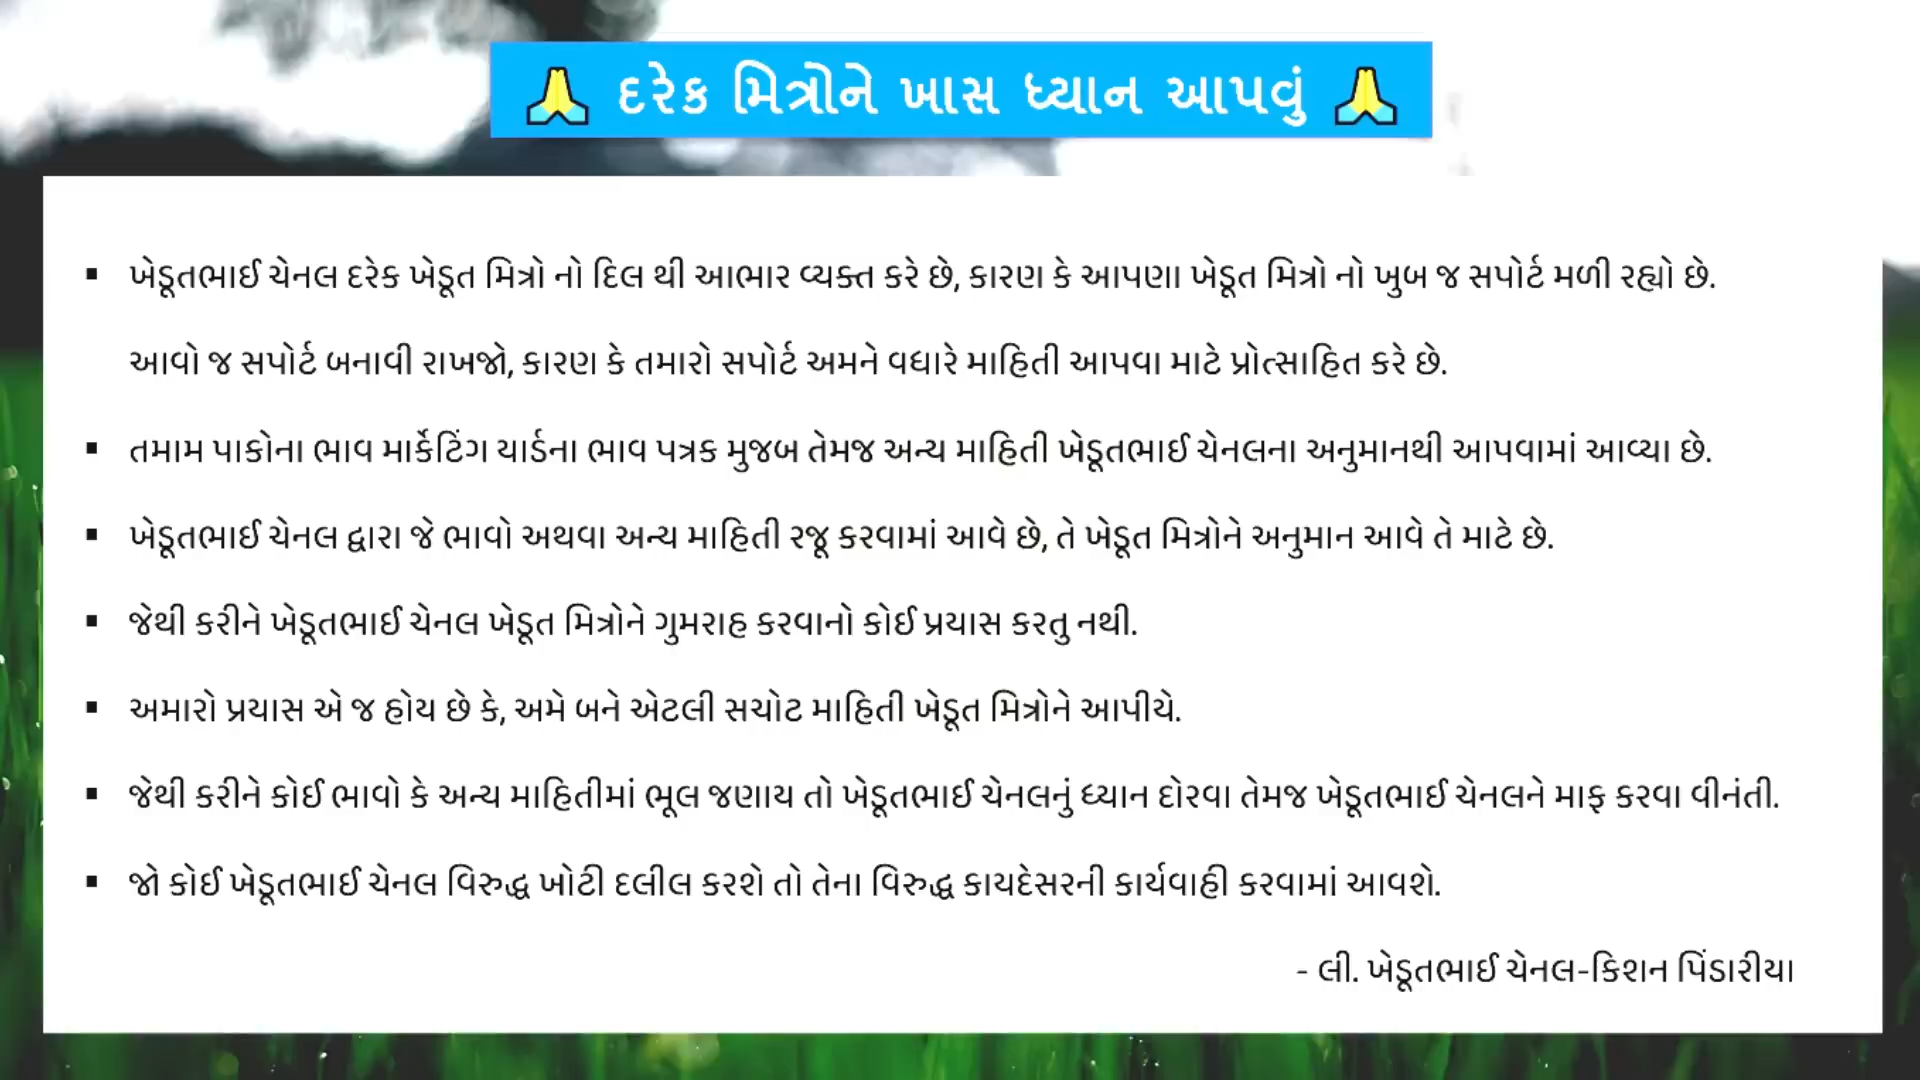 🙏 દરેક મિત્રોને ખાસ ધ્યાન આપવું 🙏
▪ ખેડૂતભાઈ ચેનલ દરેક ખેડૂત મિત્રો નો દિલ થી આભાર વ્યક્ત કરે છે, કારણ કે આપણા ખેડૂત મિત્રો નો ખુબ જ સપોર્ટ મળી રહ્યો છે.
આવો જ સપોર્ટ બનાવી રાખજો, કારણ કે તમારો સપોર્ટ અમને વધારે માહિતી આપવા માટે પ્રોત્સાહિત કરે છે.
▪ તમામ પાકોના ભાવ માર્કેટિંગ યાર્ડના ભાવ પત્રક મુજબ તેમજ અન્ય માહિતી ખેડૂતભાઈ ચેનલના અનુમાનથી આપવામાં આવ્યા છે.
▪ ખેડૂતભાઈ ચેનલ દ્વારા જે ભાવો અથવા અન્ય માહિતી રજૂ કરવામાં આવે છે, તે ખેડૂત મિત્રોને અનુમાન આવે તે માટે છે.
▪ જેથી કરીને ખેડૂતભાઈ ચેનલ ખેડૂત મિત્રોને ગુમરાહ કરવાનો કોઈ પ્રયાસ કરતુ નથી.
▪ અમારો પ્રયાસ એ જ હોય છે કે, અમે બને એટલી સચોટ માહિતી ખેડૂત મિત્રોને આપીયે.
▪ જેથી કરીને કોઈ ભાવો કે અન્ય માહિતીમાં ભૂલ જણાય તો ખેડૂતભાઈ ચેનલનું ધ્યાન દોરવા તેમજ ખેડૂતભાઈ ચેનલને માફ કરવા વીનંતી.
▪ જો કોઈ ખેડૂતભાઈ ચેનલ વિરુદ્ધ ખોટી દલીલ કરશે તો તેના વિરુદ્ધ કાયદેસરની કાર્યવાહી કરવામાં આવશે.
- લી. ખેડૂતભાઈ ચેનલ-કિશન પિંડારીયા